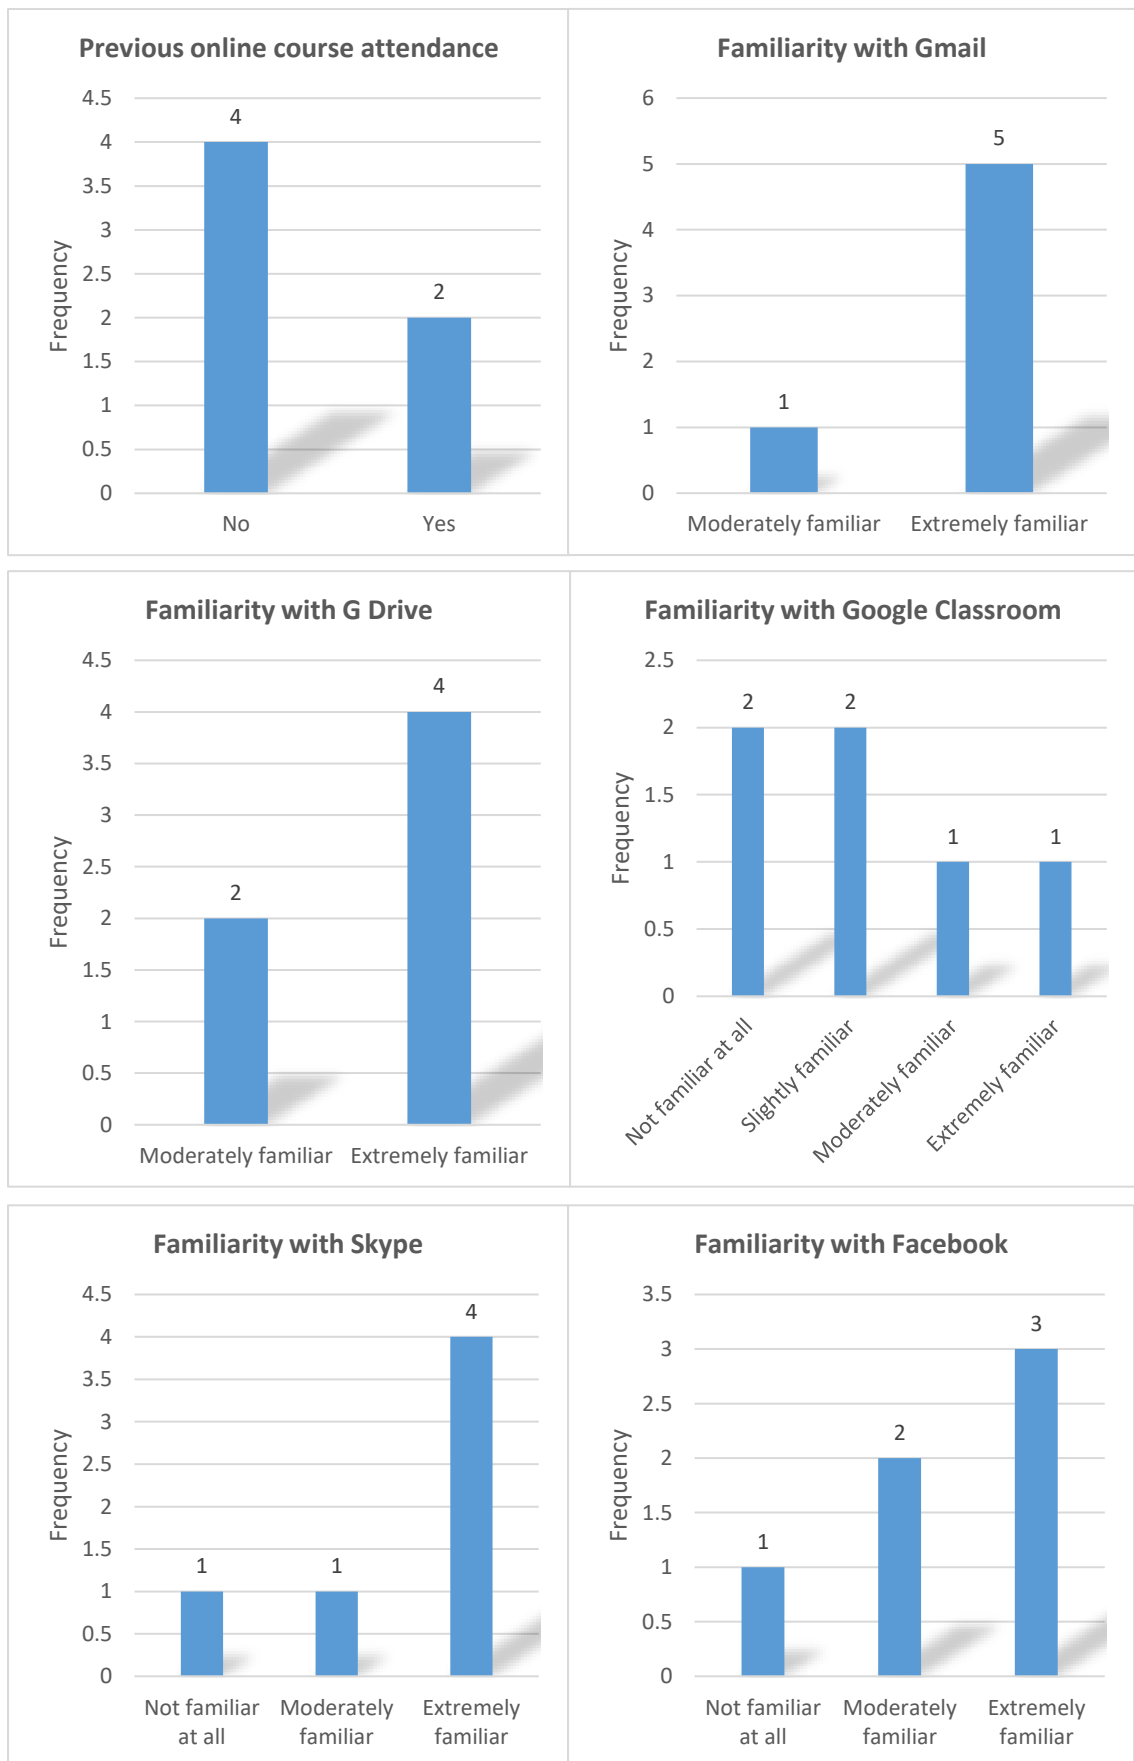 Previous online course attendance
4.5
4
3.5
3
2.5
2
1.5
1
0.5
0
Frequency
4
2
No
Yes
Familiarity with Gmail
6
5
4
3
2
1
0
Frequency
1
5
Moderately familiar
Extremely familiar
Familiarity with G Drive
4.5
4
3.5
3
2.5
2
1.5
1
0.5
0
Frequency
2
4
Moderately familiar
Extremely familiar
Familiarity with Google Classroom
2.5
2
1.5
1
0.5
0
Frequency
2
2
1
1
Not familiar at all
Slightly familiar
Moderately familiar
Extremely familiar
Familiarity with Skype
4.5
4
3.5
3
2.5
2
1.5
1
0.5
0
Frequency
1
1
4
Not familiar
at all
Moderately
familiar
Extremely
familiar
Familiarity with Facebook
3.5
3
2.5
2
1.5
1
0.5
0
Frequency
1
2
3
Not familiar
at all
Moderately
familiar
Extremely
familiar